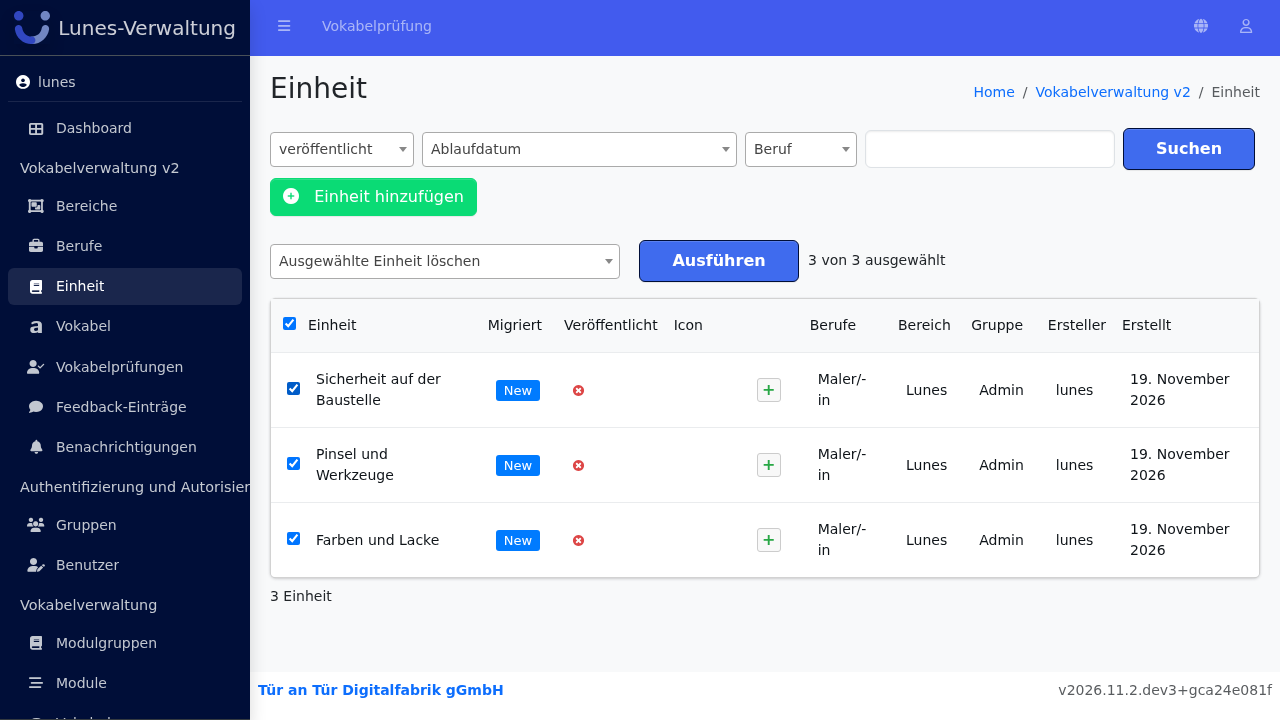 Lunes-Verwaltung
Vokabelprüfung
lunes
Dashboard
Vokabelverwaltung v2
Bereiche
Berufe
Einheit
Vokabel
Vokabelprüfungen
Feedback-Einträge
Benachrichtigungen
Authentifizierung und Autorisier
Gruppen
Benutzer
Vokabelverwaltung
Modulgruppen
Module
Einheit
Home / Vokabelverwaltung v2 / Einheit
veröffentlicht Ablaufdatum Beruf Suchen
Einheit hinzufügen
Ausgewählte Einheit löschen Ausführen 3 von 3 ausgewählt
Einheit Migriert Veröffentlicht Icon Berufe Bereich Gruppe Ersteller Erstellt
Sicherheit auf der Baustelle New Maler/-in Lunes Admin lunes 19. November 2026
Pinsel und Werkzeuge New Maler/-in Lunes Admin lunes 19. November 2026
Farben und Lacke New Maler/-in Lunes Admin lunes 19. November 2026
3 Einheit
Tür an Tür Digitalfabrik gGmbH
v2026.11.2.dev3+gca24e081f